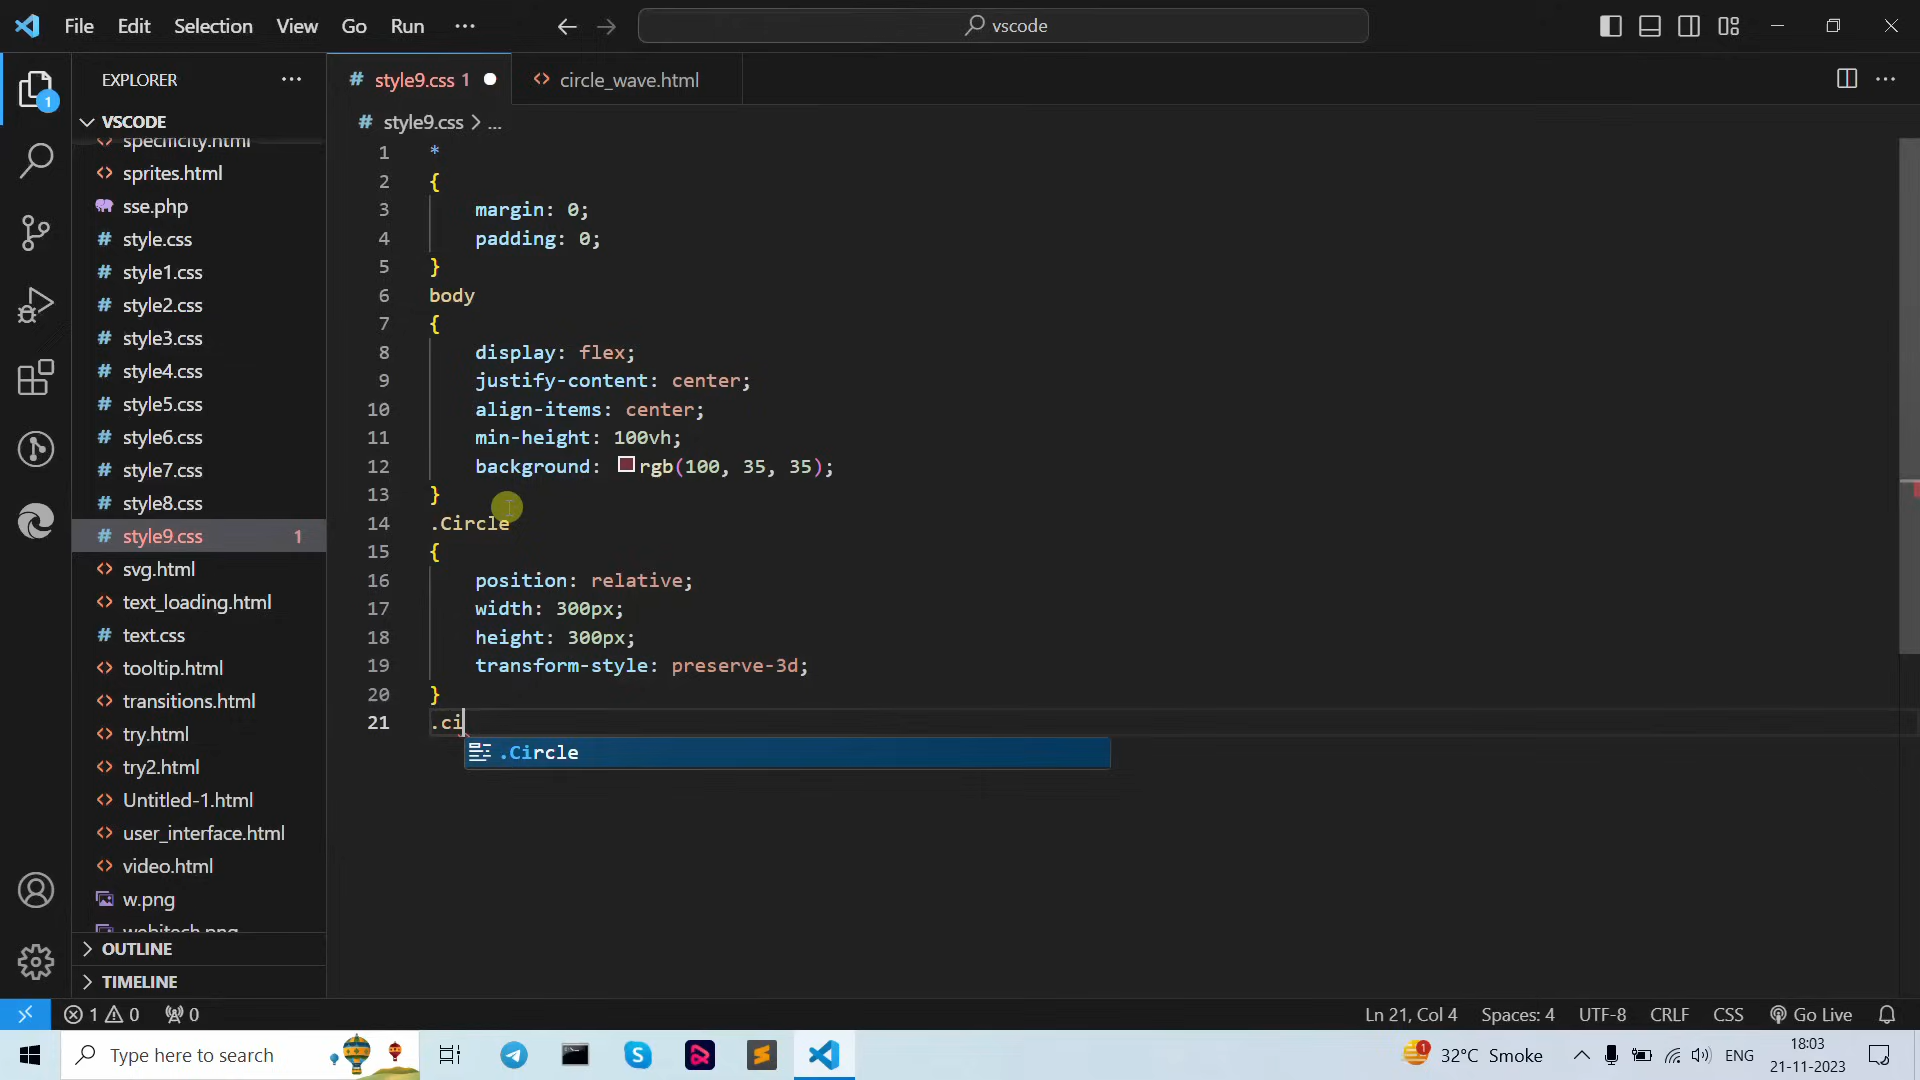 File Edit Selection View Go Run ···
vscode
EXPLORER ···
style9.css 1
circle_wave.html
VSCODE
style9.css > ...
specificity.html
sprites.html
sse.php
style.css
style1.css
style2.css
style3.css
style4.css
style5.css
style6.css
style7.css
style8.css
style9.css 1
svg.html
text_loading.html
text.css
tooltip.html
transitions.html
try.html
try2.html
Untitled-1.html
user_interface.html
video.html
w.png
webitech.png
OUTLINE
TIMELINE
1
1 *
2 {
3 margin: 0;
4 padding: 0;
5 }
6 body
7 {
8 display: flex;
9 justify-content: center;
10 align-items: center;
11 min-height: 100vh;
12 background: rgb(100, 35, 35);
13 }
14 .Circle
15 {
16 position: relative;
17 width: 300px;
18 height: 300px;
19 transform-style: preserve-3d;
20 }
21 .ci
.Circle
1 0 0
Ln 21, Col 4 Spaces: 4 UTF-8 CRLF CSS Go Live
Type here to search
1 32°C Smoke ENG
18:03
21-11-2023